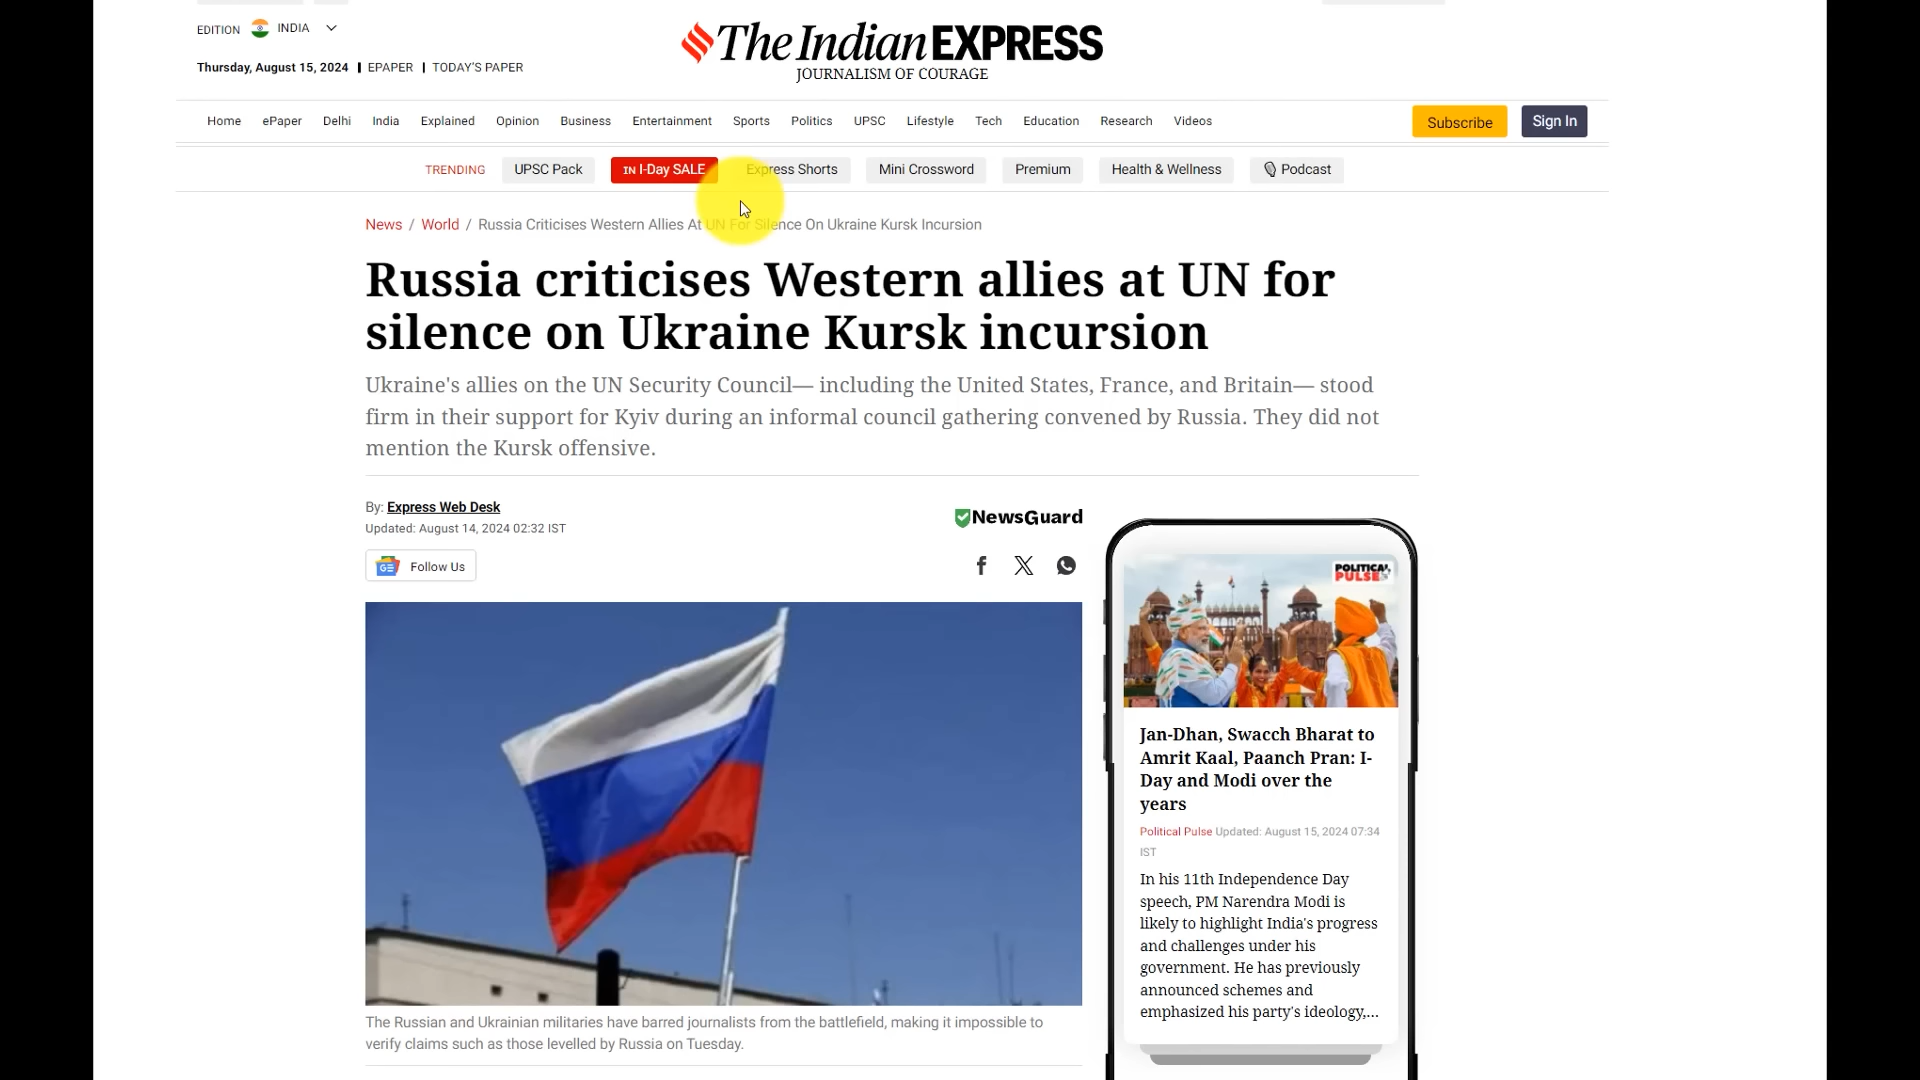 EDITION INDIA
The Indian EXPRESS
JOURNALISM OF COURAGE
Thursday, August 15, 2024 EPAPER TODAY'S PAPER
Home ePaper Delhi India Explained Opinion Business Entertainment Sports Politics UPSC Lifestyle Tech Education Research Videos Subscribe Sign In
TRENDING UPSC Pack IN I-Day SALE Express Shorts Mini Crossword Premium Health & Wellness Podcast
News / World / Russia Criticises Western Allies At UN For Silence On Ukraine Kursk Incursion
Russia criticises Western allies at UN for
silence on Ukraine Kursk incursion
Ukraine's allies on the UN Security Council— including the United States, France, and Britain— stood
firm in their support for Kyiv during an informal council gathering convened by Russia. They did not
mention the Kursk offensive.
By: Express Web Desk
Updated: August 14, 2024 02:32 IST
NewsGuard
GE Follow Us
The Russian and Ukrainian militaries have barred journalists from the battlefield, making it impossible to
verify claims such as those levelled by Russia on Tuesday.
POLITICAL
PULSE
Jan-Dhan, Swacch Bharat to
Amrit Kaal, Paanch Pran: I-
Day and Modi over the
years
Political Pulse Updated: August 15, 2024 07:34
IST
In his 11th Independence Day
speech, PM Narendra Modi is
likely to highlight India's progress
and challenges under his
government. He has previously
announced schemes and
emphasized his party's ideology,...